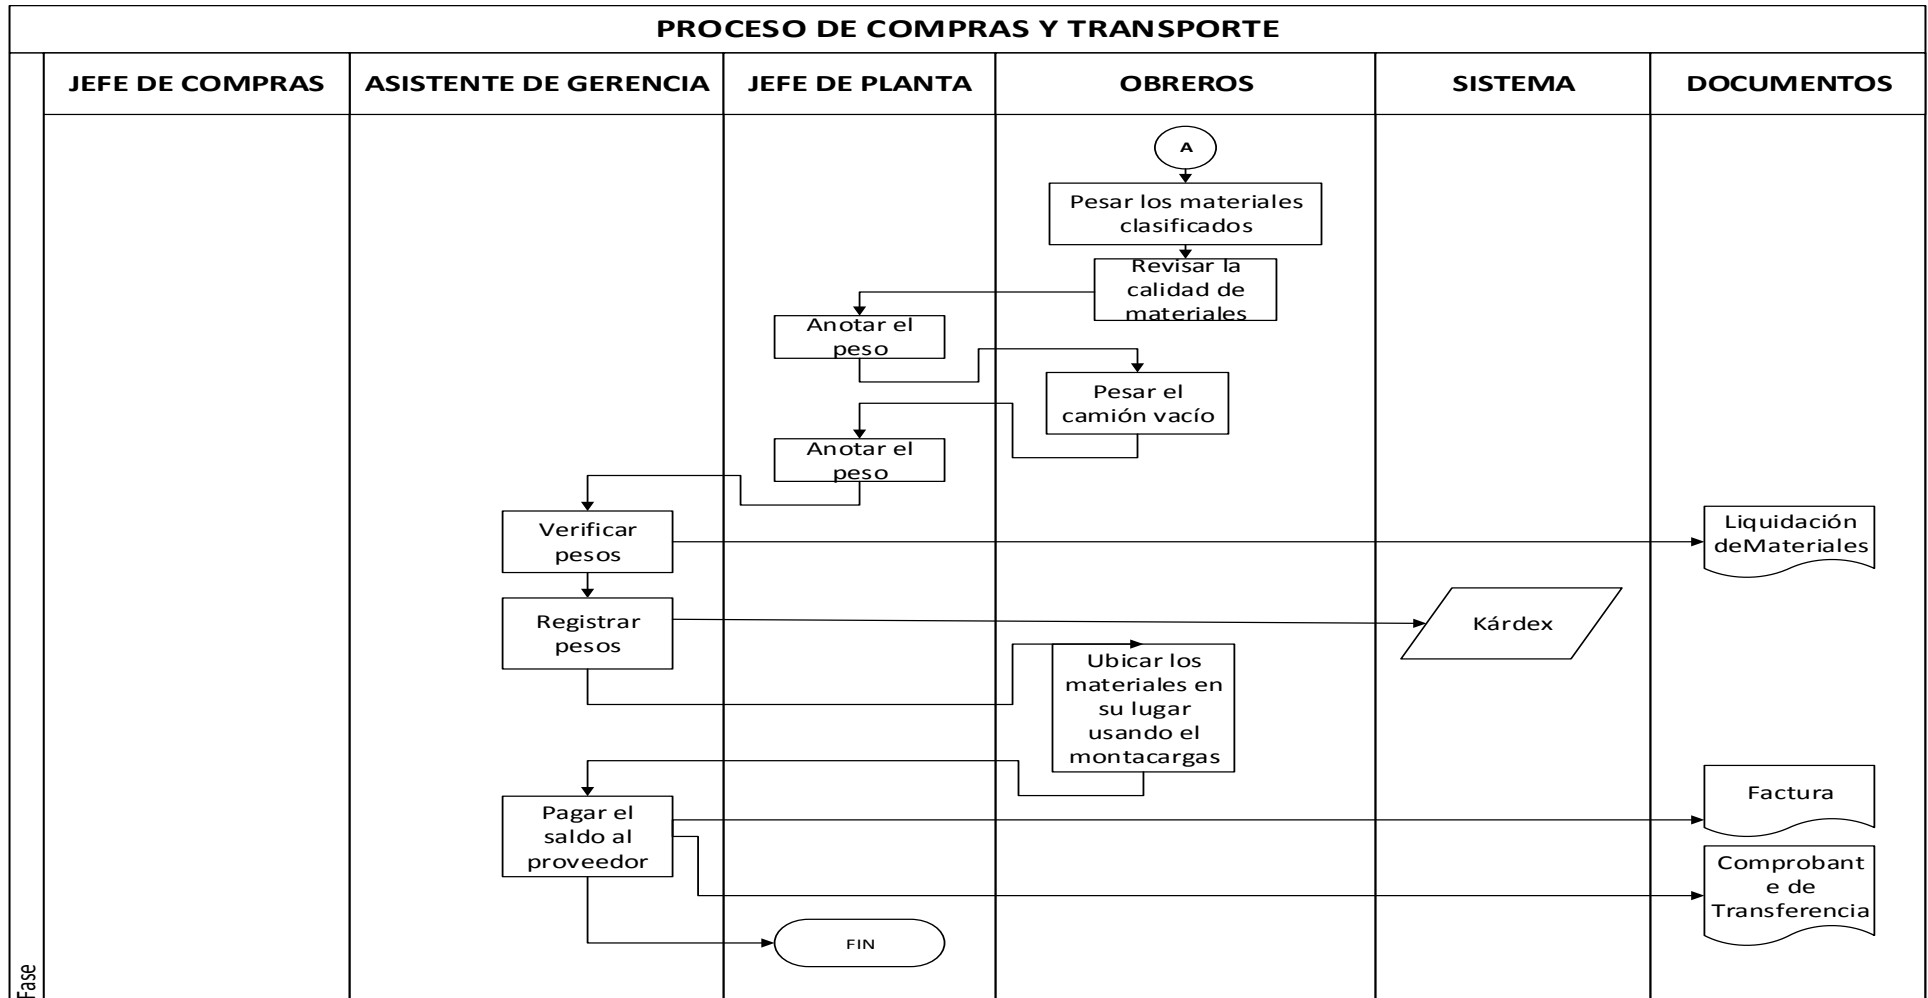 PROCESO DE COMPRAS Y TRANSPORTE
JEFE DE COMPRAS
ASISTENTE DE GERENCIA
JEFE DE PLANTA
OBREROS
SISTEMA
DOCUMENTOS
A
Pesar los materiales
clasificados
Revisar la
calidad de
materiales
Anotar el
peso
Pesar el
camión vacío
Anotar el
peso
Verificar
pesos
Liquidación
deMateriales
Registrar
pesos
Kárdex
Ubicar los
materiales en
su lugar
usando el
montacargas
Pagar el
saldo al
proveedor
Factura
Comprobant
e de
Transferencia
FIN
Fase